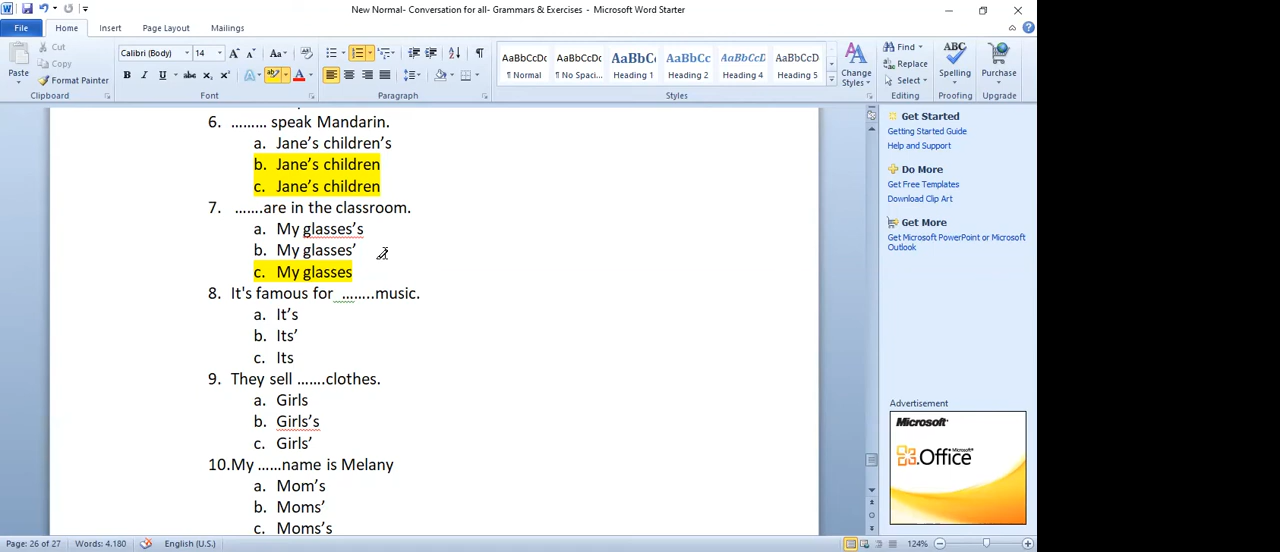 New Normal- Conversation for all- Grammars & Exercises - Microsoft Word Starter
File Home Insert Page Layout Mailings
Paste
Cut
Copy
Format Painter
Clipboard
Calibri (Body) 14
Font
Paragraph
AaBbCcDc AaBbCcDc AaBbCc AaBbCc AaBbCcD AaBbCcD
¶ Normal ¶ No Spaci... Heading 1 Heading 2 Heading 4 Heading 5
Change Styles
Styles
Find
Replace
Select
Editing
Spelling
Proofing
Purchase
Upgrade
6. ……… speak Mandarin.
a. Jane’s children’s
b. Jane’s children
c. Jane’s children
7. …….are in the classroom.
a. My glasses’s
b. My glasses’
c. My glasses
8. It's famous for ……..music.
a. It’s
b. Its’
c. Its
9. They sell …….clothes.
a. Girls
b. Girls’s
c. Girls’
10.My ……name is Melany
a. Mom’s
b. Moms’
c. Moms’s
Get Started
Getting Started Guide
Help and Support
Do More
Get Free Templates
Download Clip Art
Get More
Get PowerPoint or Microsoft
Outlook
Advertisement
Microsoft
Office
Page: 26 of 27 Words: 4.180 English (U.S.) 124%